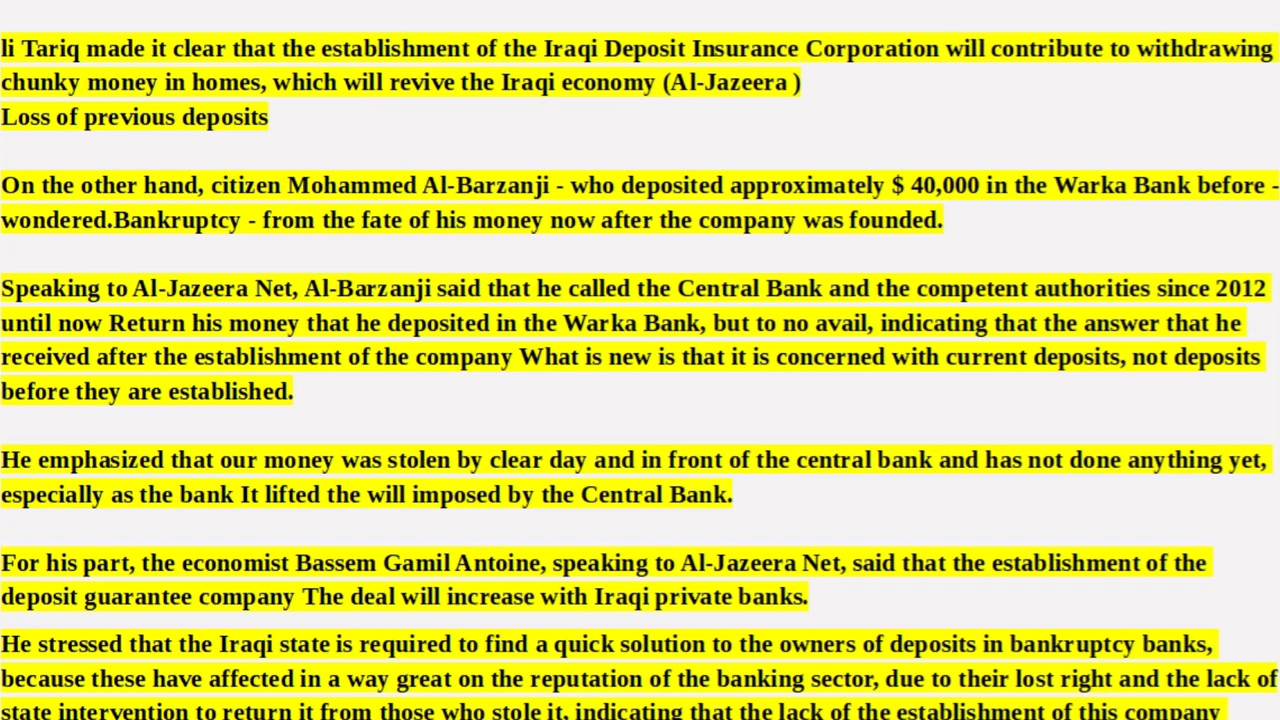 li Tariq made it clear that the establishment of the Iraqi Deposit Insurance Corporation will contribute to withdrawing
chunky money in homes, which will revive the Iraqi economy (Al-Jazeera )
Loss of previous deposits
On the other hand, citizen Mohammed Al-Barzanji - who deposited approximately $ 40,000 in the Warka Bank before -
wondered.Bankruptcy - from the fate of his money now after the company was founded.
Speaking to Al-Jazeera Net, Al-Barzanji said that he called the Central Bank and the competent authorities since 2012
until now Return his money that he deposited in the Warka Bank, but to no avail, indicating that the answer that he
received after the establishment of the company What is new is that it is concerned with current deposits, not deposits
before they are established.
He emphasized that our money was stolen by clear day and in front of the central bank and has not done anything yet,
especially as the bank It lifted the will imposed by the Central Bank.
For his part, the economist Bassem Gamil Antoine, speaking to Al-Jazeera Net, said that the establishment of the
deposit guarantee company The deal will increase with Iraqi private banks.
He stressed that the Iraqi state is required to find a quick solution to the owners of deposits in bankruptcy banks,
because these have affected in a way great on the reputation of the banking sector, due to their lost right and the lack of
state intervention to return it from those who stole it, indicating that the lack of the establishment of this company